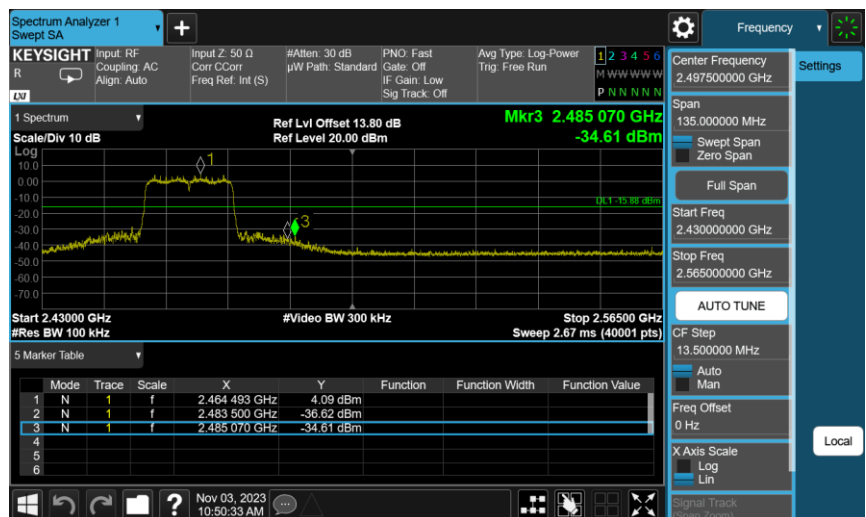 Spectrum Analyzer 1
Swept SA
+
Frequency
KEYSIGHT
R
LXI
Input: RF
Coupling: AC
Align: Auto
Input Z: 50 Ω
Corr CCorr
Freq Ref: Int (S)
#Atten: 30 dB
µW Path: Standard
PNO: Fast
Gate: Off
IF Gain: Low
Sig Track: Off
Avg Type: Log-Power
Trig: Free Run
1 2 3 4 5 6
M W W W W W
P N N N N N
1 Spectrum
Scale/Div 10 dB
Ref Lvl Offset 13.80 dB
Ref Level 20.00 dBm
Mkr3 2.485 070 GHz
-34.61 dBm
Log
10.0
0.00
-10.0
-20.0
-30.0
-40.0
-50.0
-60.0
-70.0
1
3
DL1 -15.88 dBm
Start 2.43000 GHz
#Res BW 100 kHz
#Video BW 300 kHz
Stop 2.56500 GHz
Sweep 2.67 ms (40001 pts)
5 Marker Table
Mode Trace Scale X Y Function Function Width Function Value
1 N 1 f 2.464 493 GHz 4.09 dBm
2 N 1 f 2.483 500 GHz -36.62 dBm
3 N 1 f 2.485 070 GHz -34.61 dBm
4
5
6
?
Nov 03, 2023
10:50:33 AM
Center Frequency
2.497500000 GHz
Span
135.000000 MHz
Swept Span
Zero Span
Full Span
Start Freq
2.430000000 GHz
Stop Freq
2.565000000 GHz
AUTO TUNE
CF Step
13.500000 MHz
Auto
Man
Freq Offset
0 Hz
X Axis Scale
Log
Lin
Signal Track
(Span Zoom)
Settings
Local